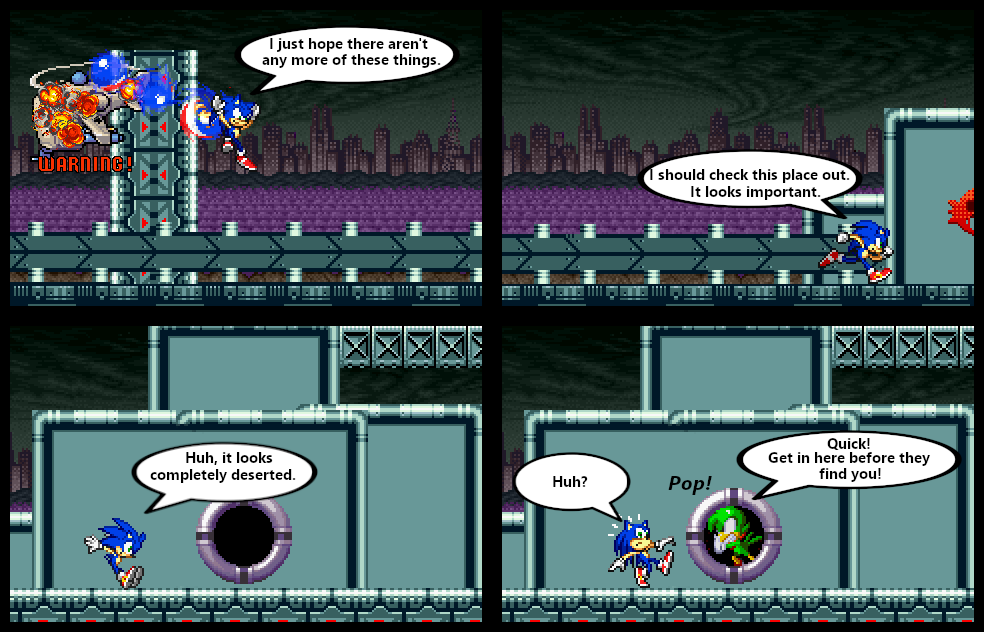 I just hope there aren't
any more of these things.
WARNING!
I should check this place out.
It looks important.
Huh, it looks
completely deserted.
Huh?
Pop!
Quick!
Get in here before they
find you!